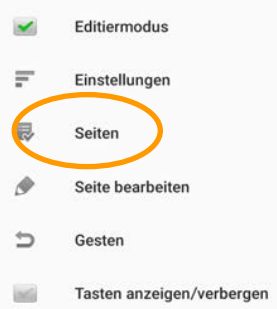 Editiermodus
Einstellungen
Seiten
Seite bearbeiten
Gesten
Tasten anzeigen/verbergen